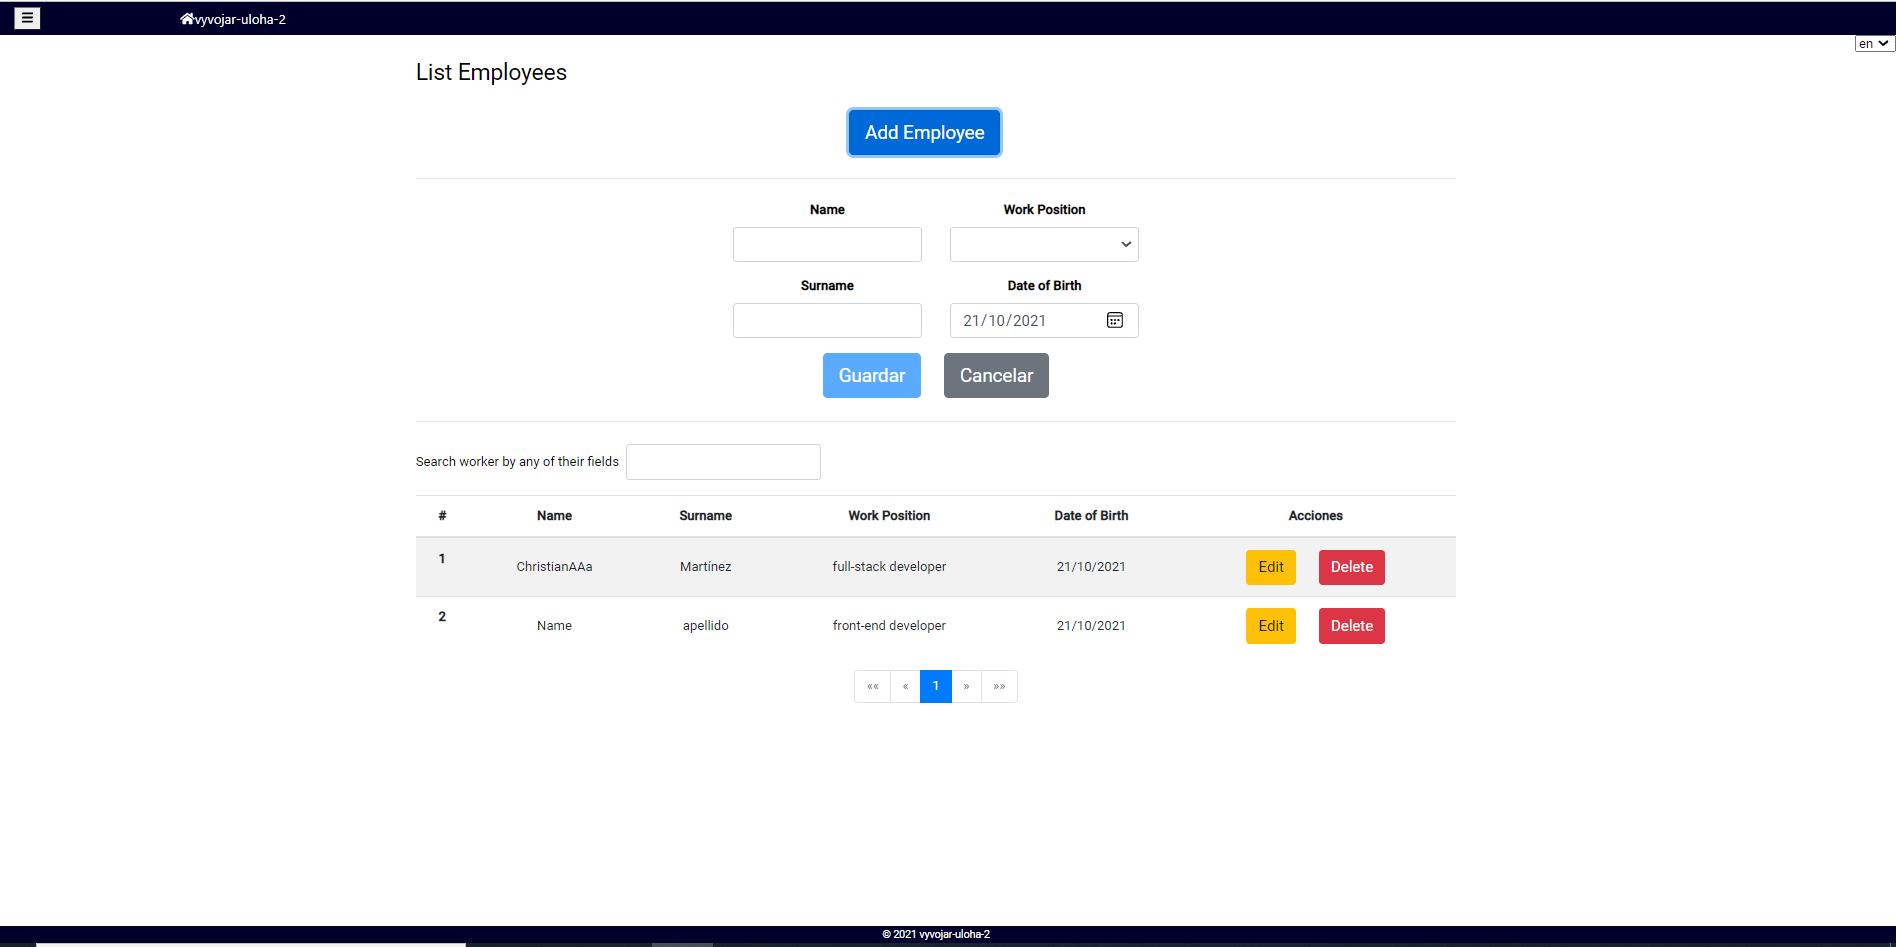 vyvojar-uloha-2
en
List Employees
Add Employee
Name Work Position
Surname Date of Birth
21/10/2021
Guardar Cancelar
Search worker by any of their fields
# Name Surname Work Position Date of Birth Acciones
1 ChristianAAa Martínez full-stack developer 21/10/2021 Edit Delete
2 Name apellido front-end developer 21/10/2021 Edit Delete
«« « 1 » »»
© 2021 vyvojar-uloha-2